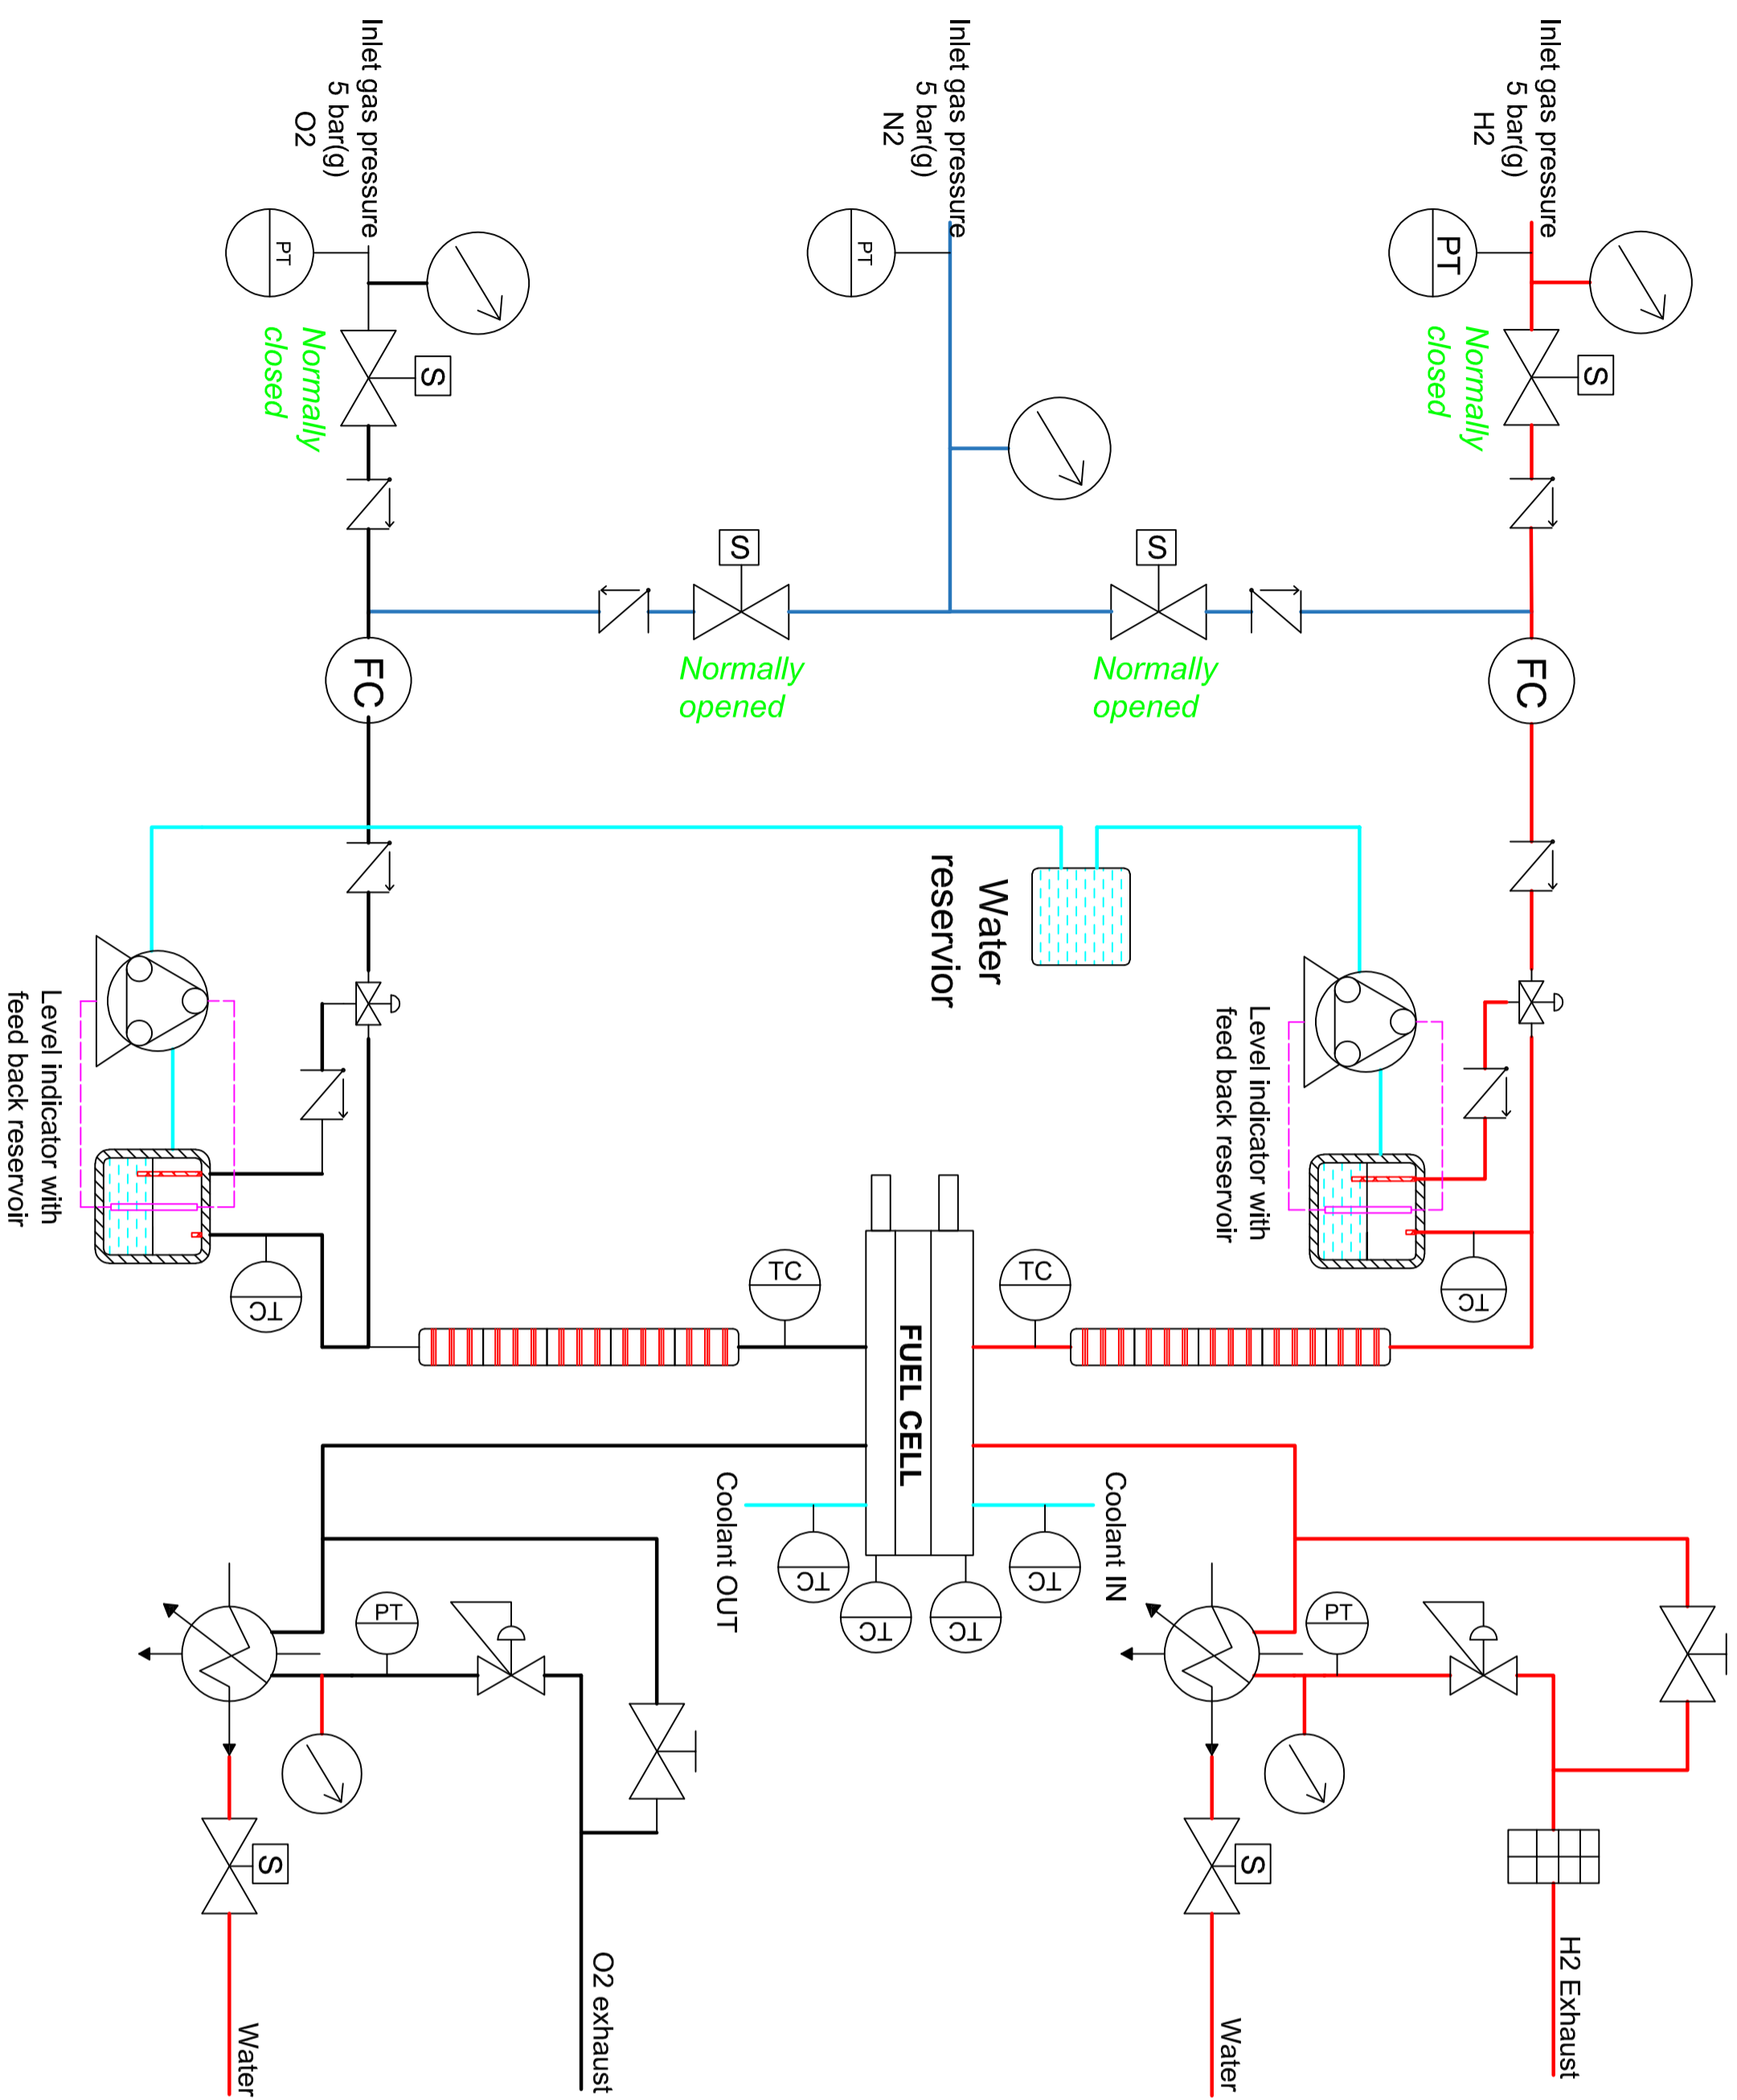 Inlet gas pressure
5 bar(g)
H2
PT
S
Normally
closed
FC
Level indicator with
feed back reservoir
TC
Inlet gas pressure
5 bar(g)
N2
PT
S
Normally
opened
S
Normally
opened
Water
reservior
Inlet gas pressure
5 bar(g)
O2
PT
S
Normally
closed
FC
Level indicator with
feed back reservoir
TC
TC
TC
FUEL CELL
Coolant IN
TC
TC
TC
Coolant OUT
TC
PT
S
H2 Exhaust
Water
PT
S
O2 exhaust
Water